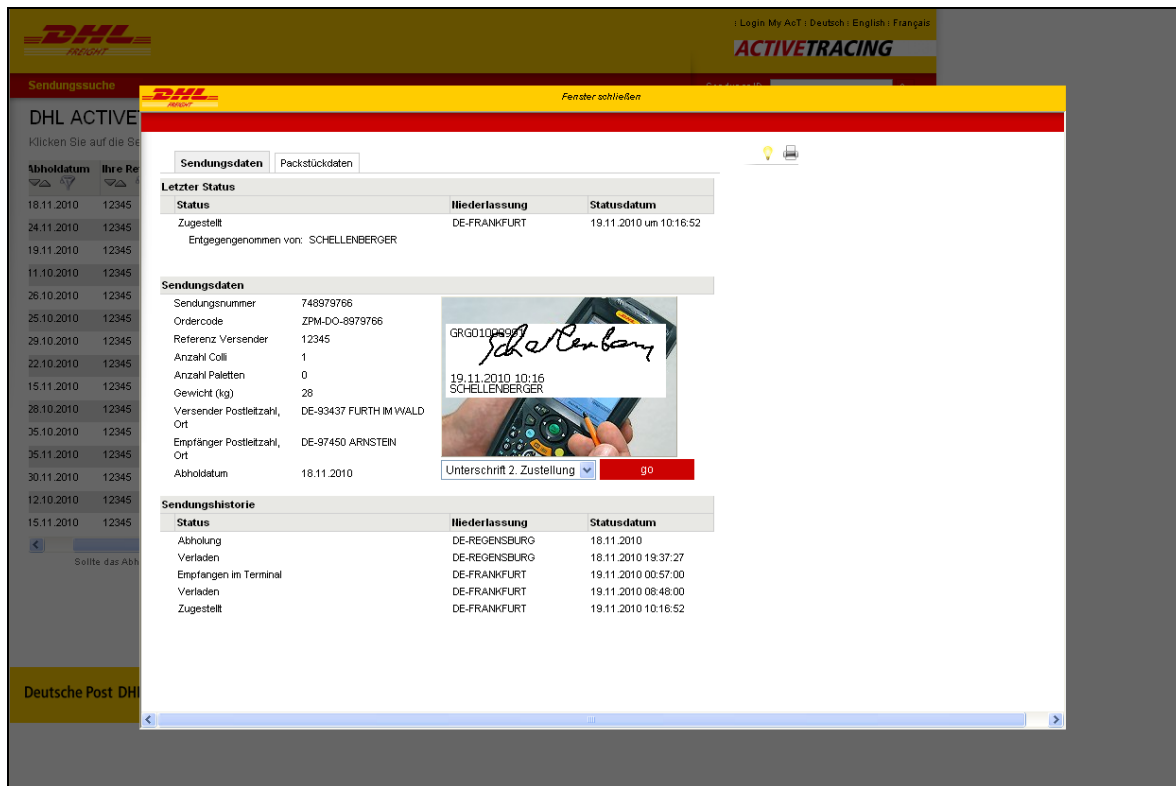 DHL
FREIGHT
: Login My AcT : Deutsch : English : Français
ACTIVETRACING
Sendungssuche
DHL ACTIVE
Klicken Sie auf die Se
Abholdatum Ihre Re
18.11.2010 12345
24.11.2010 12345
19.11.2010 12345
11.10.2010 12345
26.10.2010 12345
25.10.2010 12345
29.10.2010 12345
22.10.2010 12345
15.11.2010 12345
28.10.2010 12345
05.10.2010 12345
05.11.2010 12345
30.11.2010 12345
12.10.2010 12345
15.11.2010 12345
Sollte das Abh
Deutsche Post DHL
DHL
FREIGHT
Fenster schließen
Sendungsdaten Packstückdaten
Letzter Status
Status Niederlassung Statusdatum
Zugestellt DE-FRANKFURT 19.11.2010 um 10:16:52
Entgegengenommen von: SCHELLENBERGER
Sendungsdaten
Sendungsnummer 748979766
Ordercode ZPM-DO-8979766
Referenz Versender 12345
Anzahl Colli 1
Anzahl Paletten 0
Gewicht (kg) 28
Versender Postleitzahl, DE-93437 FURTH IM WALD
Ort
Empfänger Postleitzahl, DE-97450 ARNSTEIN
Ort
Abholdatum 18.11.2010
19.11.2010 10:16
SCHELLENBERGER
Unterschrift 2. Zustellung go
Sendungshistorie
Status Niederlassung Statusdatum
Abholung DE-REGENSBURG 18.11.2010
Verladen DE-REGENSBURG 18.11.2010 19:37:27
Empfangen im Terminal DE-FRANKFURT 19.11.2010 00:57:00
Verladen DE-FRANKFURT 19.11.2010 08:48:00
Zugestellt DE-FRANKFURT 19.11.2010 10:16:52